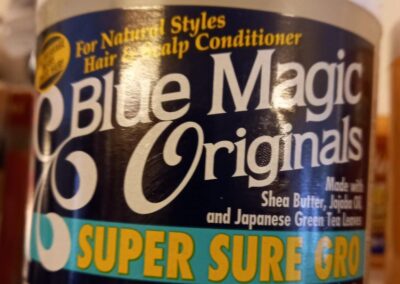 For Natural Styles
Hair & Scalp Conditioner
Blue Magic
Originals
Made with
Shea Butter, Jojoba Oil,
and Japanese Green Tea Leaves
SUPER SURE GRO